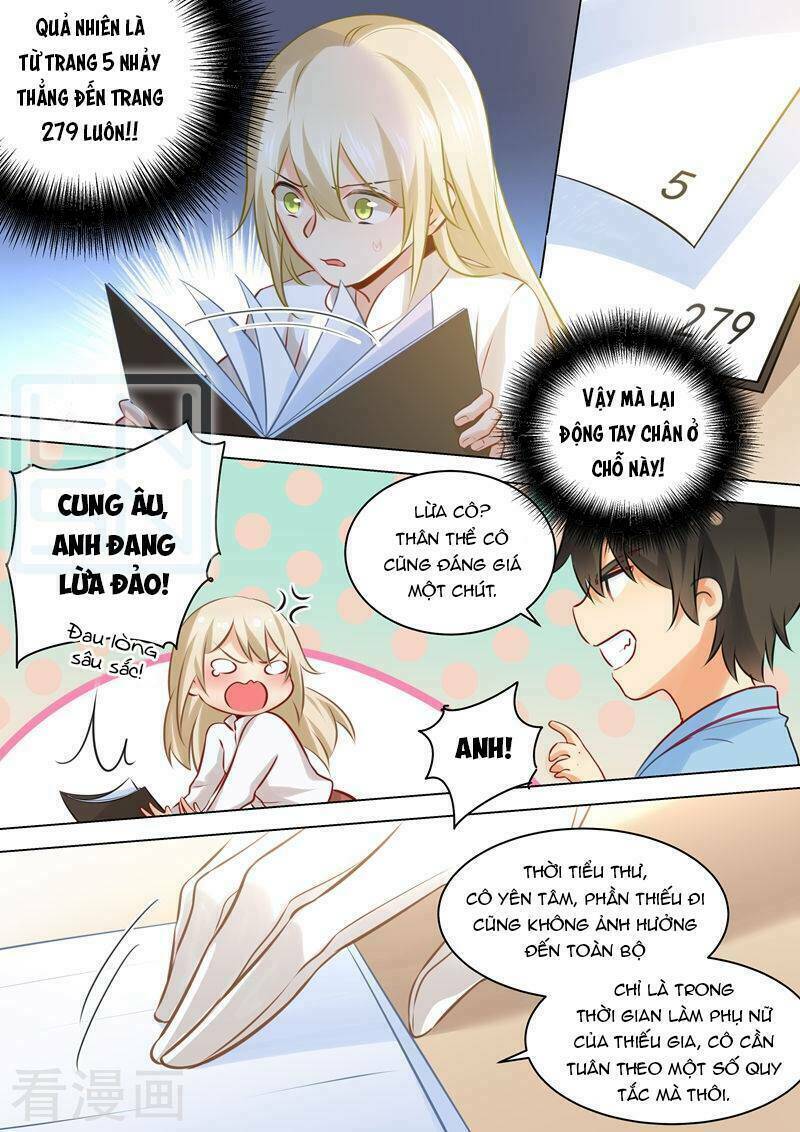 QUẢ NHIÊN LÀ
TỪ TRANG 5 NHẢY
THẲNG ĐẾN TRANG
279 LUÔN!!
5
279
VẬY MÀ LẠI
ĐỘNG TAY CHÂN Ở
CHỖ NÀY!
CUNG ÂU,
ANH ĐANG
LỪA ĐẢO!
Đau lòng
sâu sắc!
LỪA CÔ?
THÂN THỂ CÔ
CŨNG ĐÁNG GIÁ
MỘT CHÚT.
ANH!
THỜI TIỂU THƯ,
CÔ YÊN TÂM, PHẦN THIẾU ĐI
CŨNG KHÔNG ẢNH HƯỞNG
ĐẾN TOÀN BỘ
CHỈ LÀ TRONG
THỜI GIAN LÀM PHỤ NỮ
CỦA THIẾU GIA, CÔ CẦN
TUÂN THEO MỘT SỐ QUY
TẮC MÀ THÔI.
看漫画